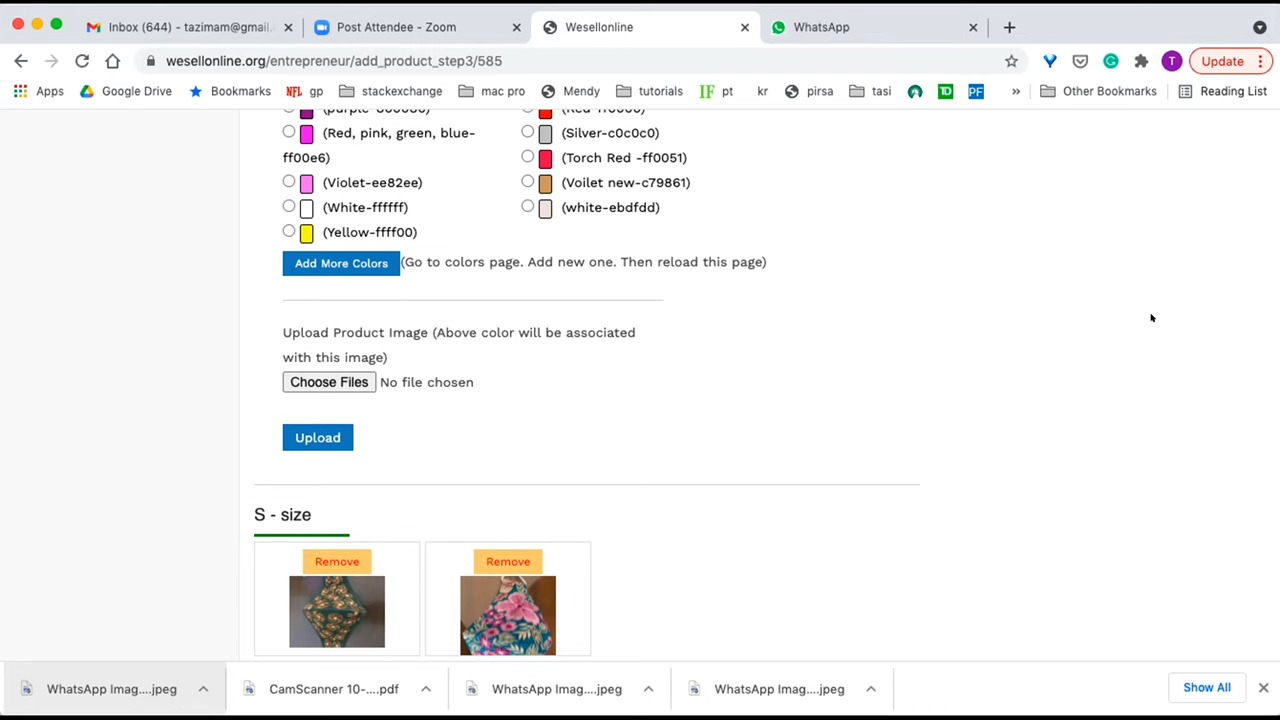 Inbox (644) - tazimam@gmail.
Post Attendee - Zoom
Wesellonline
WhatsApp
wesellonline.org/entrepreneur/add_product_step3/585
T
Update
Apps
Google Drive
Bookmarks
NFL gp
stackexchange
mac pro
Mendy
tutorials
IF pt
kr
pirsa
tasi
TD
PF
»
Other Bookmarks
Reading List
(Red, pink, green, blue-
ff00e6)
(Silver-c0c0c0)
(Torch Red -ff0051)
(Violet-ee82ee)
(Voilet new-c79861)
(White-ffffff)
(white-ebdfdd)
(Yellow-ffff00)
Add More Colors (Go to colors page. Add new one. Then reload this page)
Upload Product Image (Above color will be associated
with this image)
Choose Files No file chosen
Upload
S - size
Remove
Remove
WhatsApp Imag....jpeg
CamScanner 10-....pdf
WhatsApp Imag....jpeg
WhatsApp Imag....jpeg
Show All